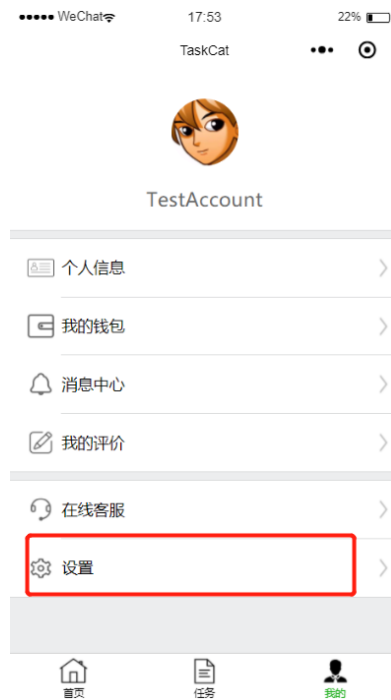 WeChat 17:53 22%
TaskCat
TestAccount
个人信息
我的钱包
消息中心
我的评价
在线客服
设置
首页 任务 我的